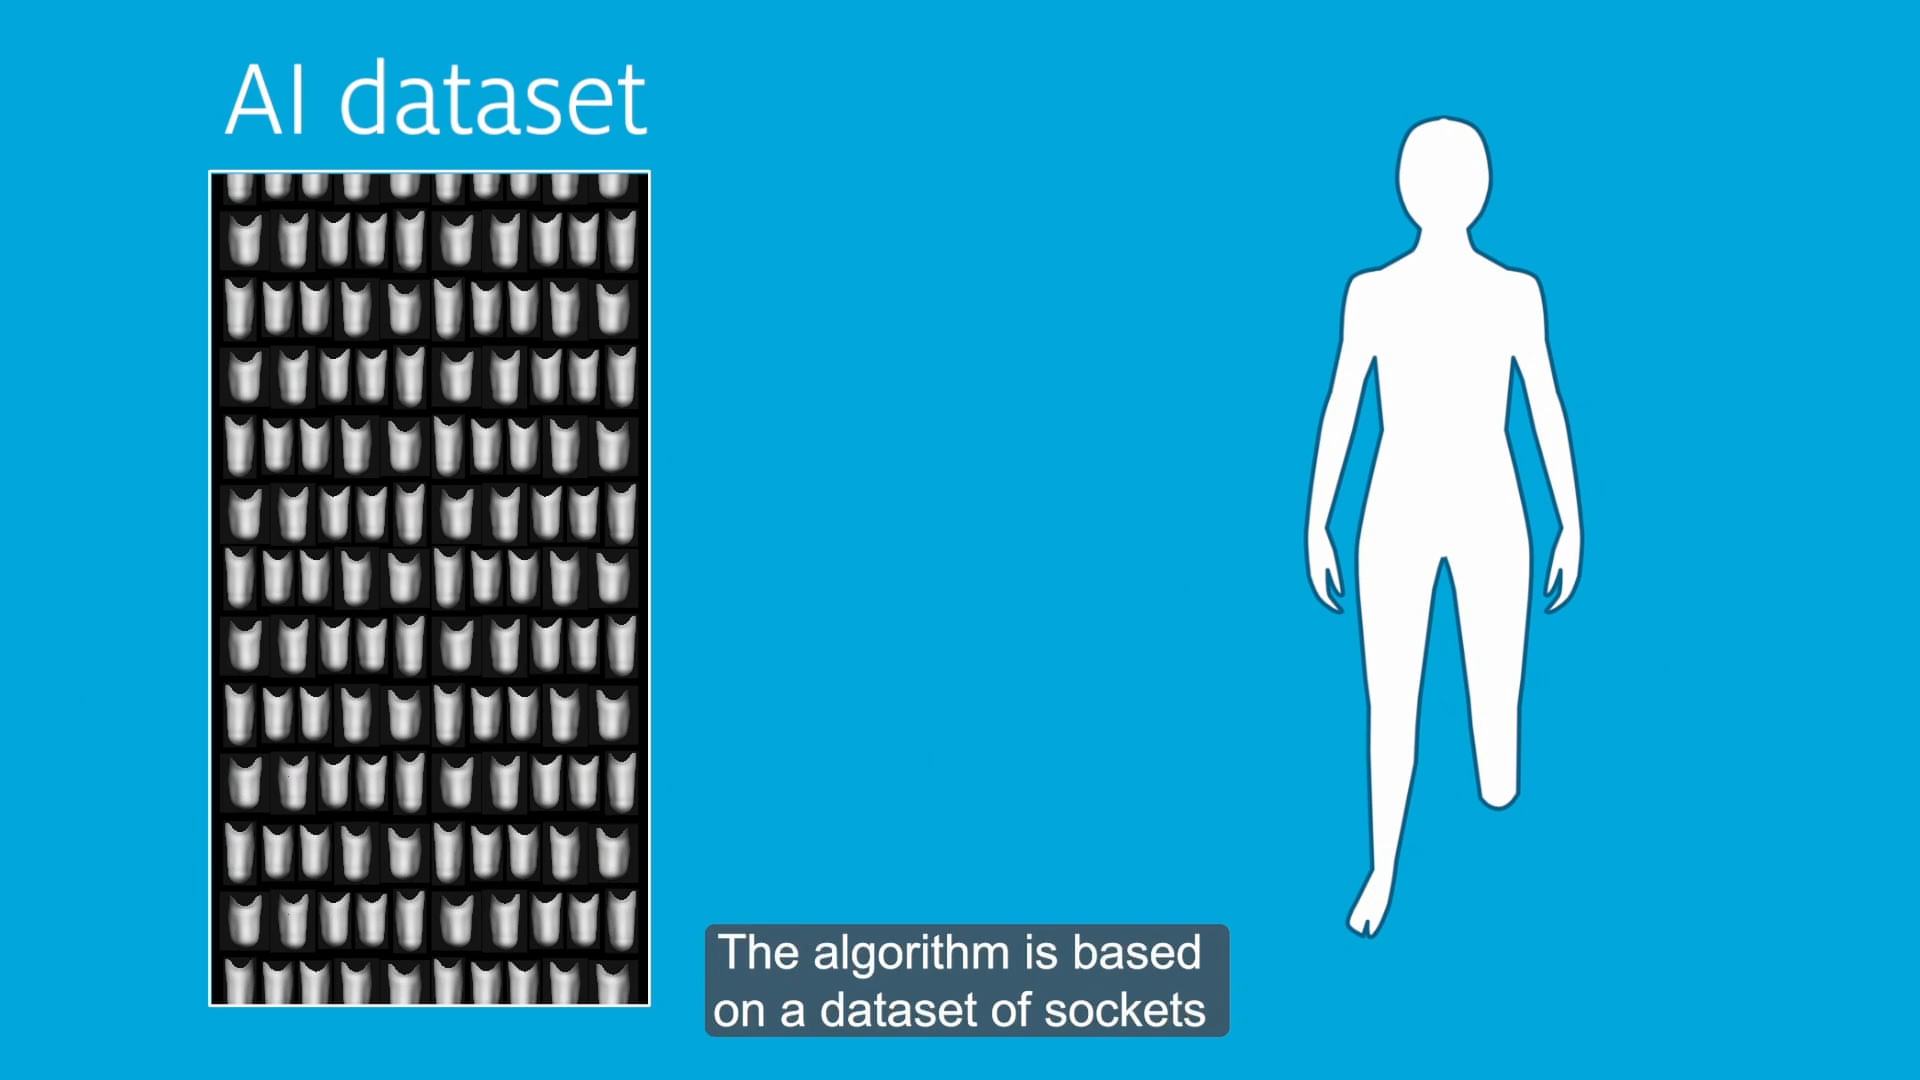 AI dataset
The algorithm is based
on a dataset of sockets